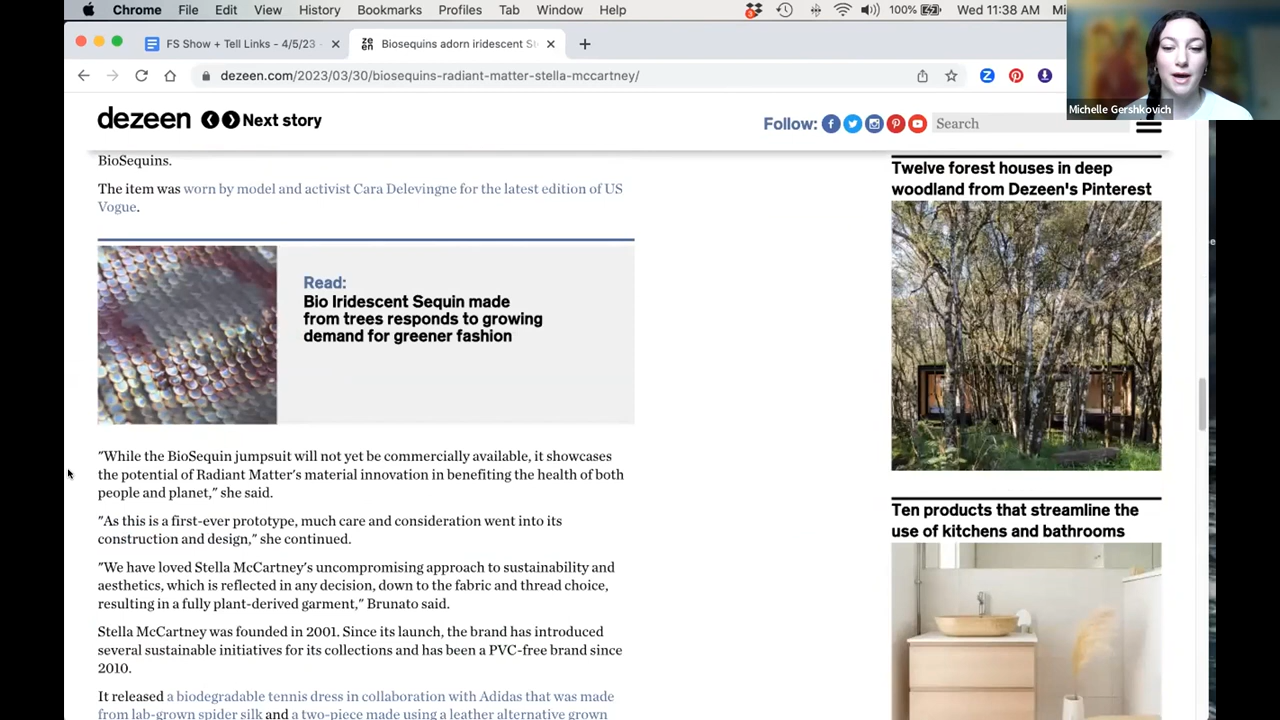 Chrome File Edit View History Bookmarks Profiles Tab Window Help 3 100% Wed 11:38 AM
FS Show + Tell Links - 4/5/23 Biosequins adorn iridescent
dezeen.com/2023/03/30/biosequins-radiant-matter-stella-mccartney/
Michelle Gershkovich
dezeen Next story
Follow: Search
BioSequins.
The item was worn by model and activist Cara Delevingne for the latest edition of US
Vogue.
Read:
Bio Iridescent Sequin made
from trees responds to growing
demand for greener fashion
"While the BioSequin jumpsuit will not yet be commercially available, it showcases
the potential of Radiant Matter's material innovation in benefiting the health of both
people and planet," she said.
"As this is a first-ever prototype, much care and consideration went into its
construction and design," she continued.
"We have loved Stella McCartney's uncompromising approach to sustainability and
aesthetics, which is reflected in any decision, down to the fabric and thread choice,
resulting in a fully plant-derived garment," Brunato said.
Stella McCartney was founded in 2001. Since its launch, the brand has introduced
several sustainable initiatives for its collections and has been a PVC-free brand since
2010.
It released a biodegradable tennis dress in collaboration with Adidas that was made
from lab-grown spider silk and a two-piece made using a leather alternative grown
Twelve forest houses in deep
woodland from Dezeen's Pinterest
Ten products that streamline the
use of kitchens and bathrooms